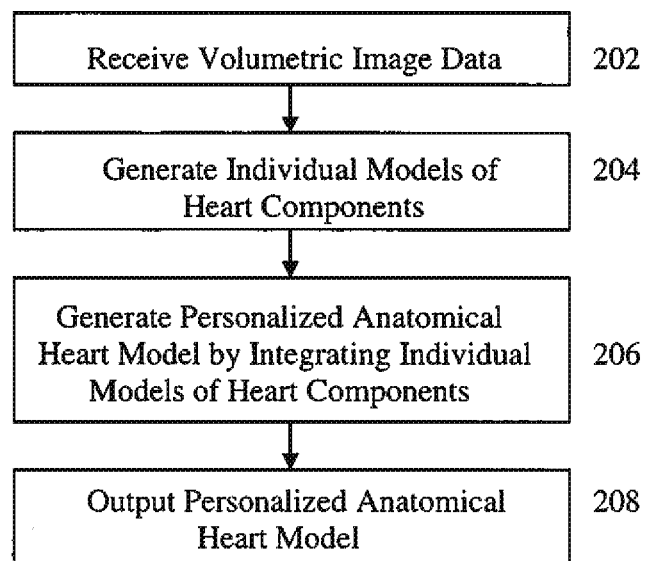 Receive Volumetric Image Data 202
Generate Individual Models of 204
Heart Components
Generate Personalized Anatomical
Heart Model by Integrating Individual 206
Models of Heart Components
Output Personalized Anatomical 208
Heart Model